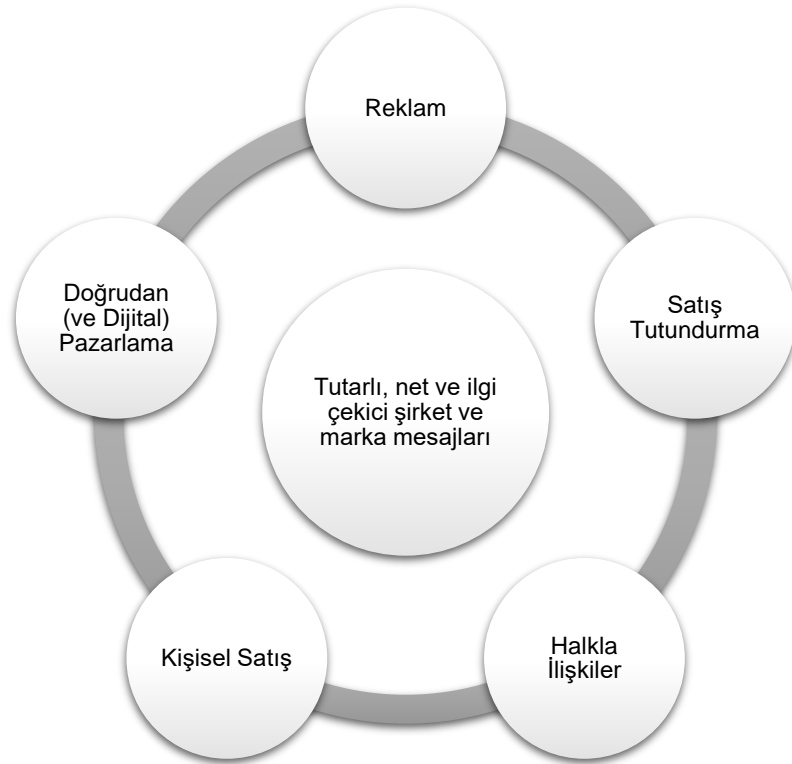 Reklam
Satış
Tutundurma
Halkla
İlişkiler
Kişisel Satış
Doğrudan
(ve Dijital)
Pazarlama
Tutarlı, net ve ilgi
çekici şirket ve
marka mesajları